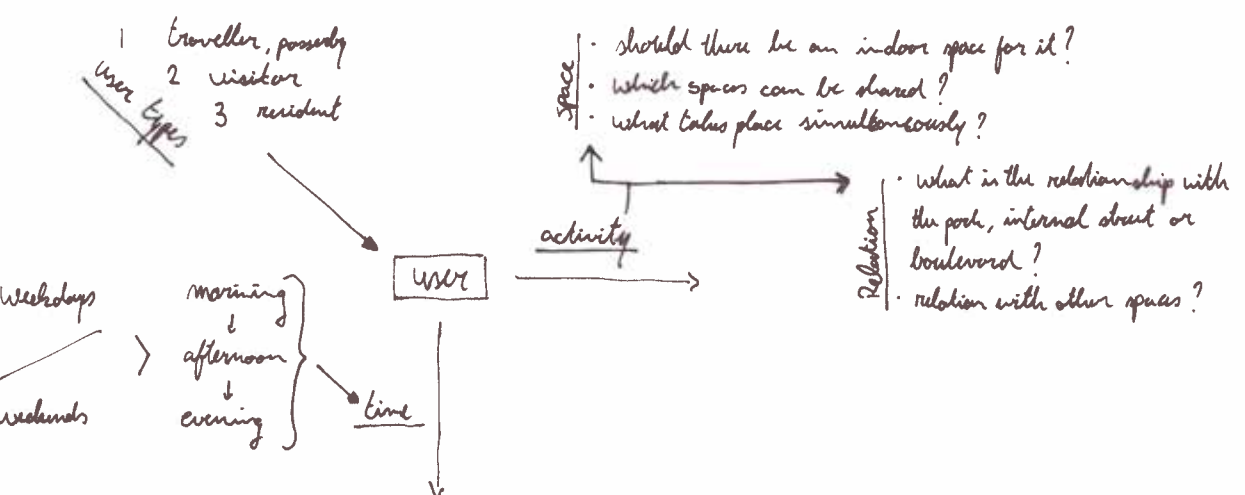 1 traveller, passerby
2 visitor
3 resident
user types
space
· should there be an indoor space for it?
· which spaces can be shared?
· what takes place simultaneously?
Relation
· what is the relationship with
the park, internal street or
boulevard?
· relation with other spaces?
activity
user
weekdays
weekends
>
morning
↓
afternoon
↓
evening
time